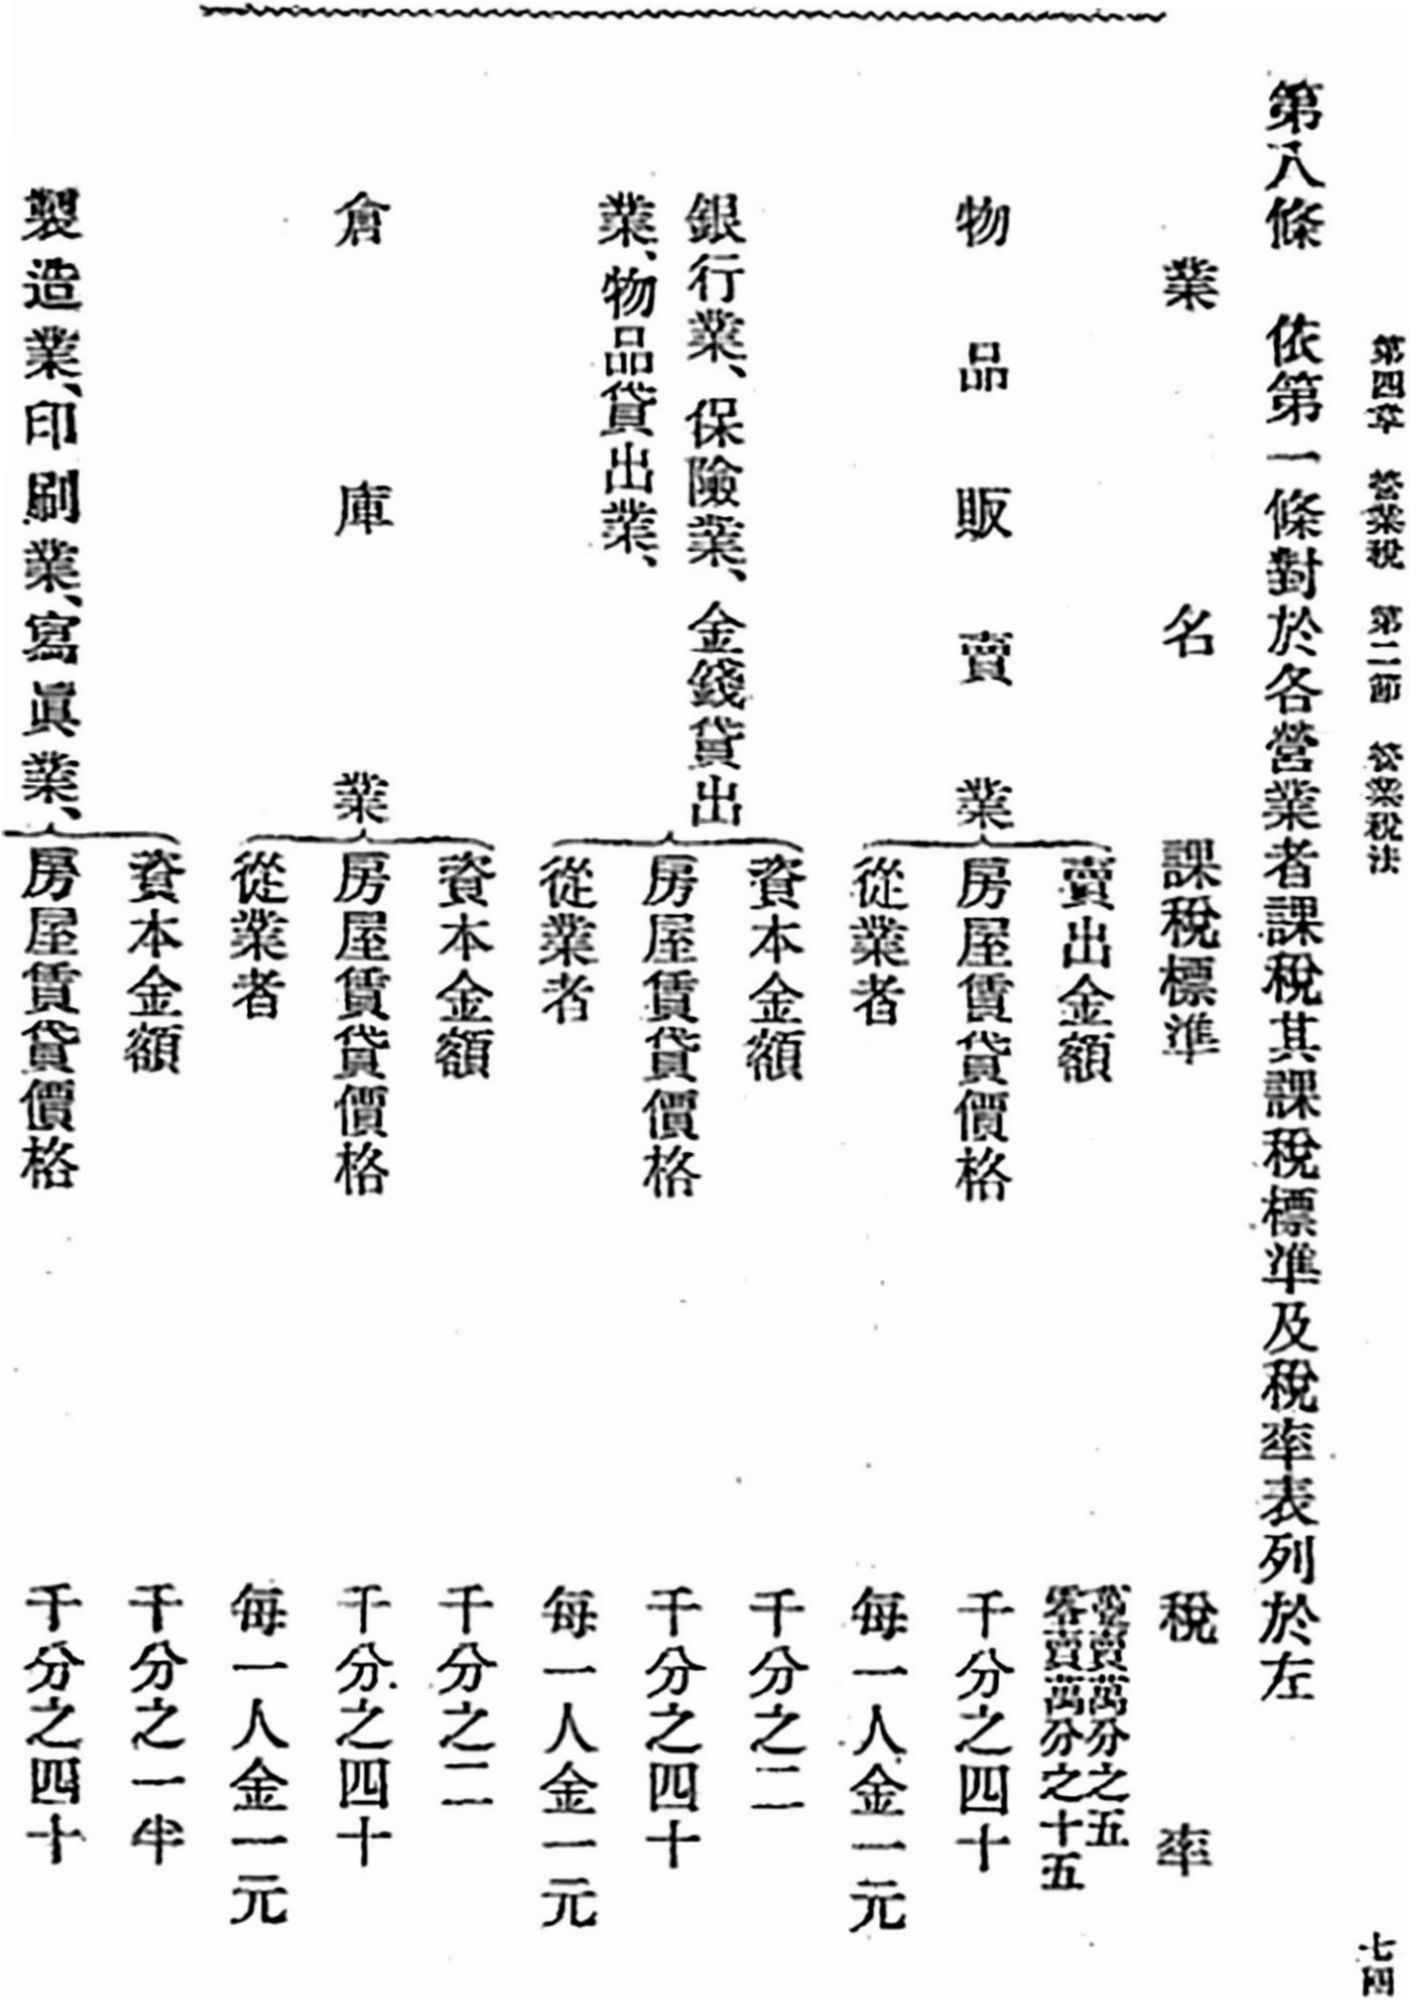 第四章　營業稅　第二節　營業稅法
七四
第八條　依第一條對於各營業者課稅其課稅標準及稅率表列於左
業名　課稅標準　稅率
物品販賣業
賣出金額　躉賣萬分之五
零賣萬分之十五
房屋賃貸價格　千分之四十
從業者　每一人金一元
銀行業、保險業、金錢貸出
業、物品貸出業、
資本金額　千分之二
房屋賃貸價格　千分之四十
從業者　每一人金一元
倉庫業
資本金額　千分之二
房屋賃貸價格　千分之四十
從業者　每一人金一元
製造業、印刷業、寫眞業、
資本金額　千分之一半
房屋賃貸價格　千分之四十